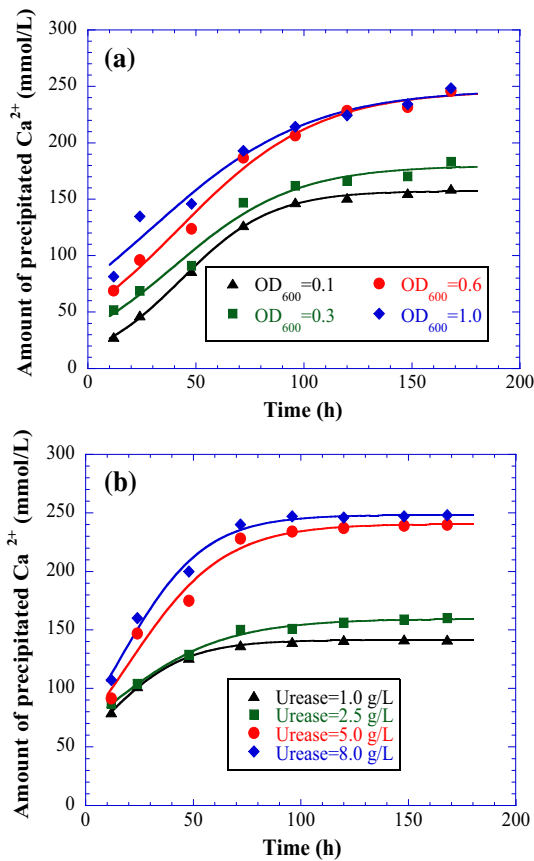 (a)
Amount of precipitated Ca²⁺ (mmol/L)
300
250
200
150
100
50
0
OD₆₀₀=0.1
OD₆₀₀=0.6
OD₆₀₀=0.3
OD₆₀₀=1.0
0
50
100
150
200
Time (h)
(b)
Amount of precipitated Ca ²⁺ (mmol/L)
300
250
200
150
100
50
0
Urease=1.0 g/L
Urease=2.5 g/L
Urease=5.0 g/L
Urease=8.0 g/L
0
50
100
150
200
Time (h)